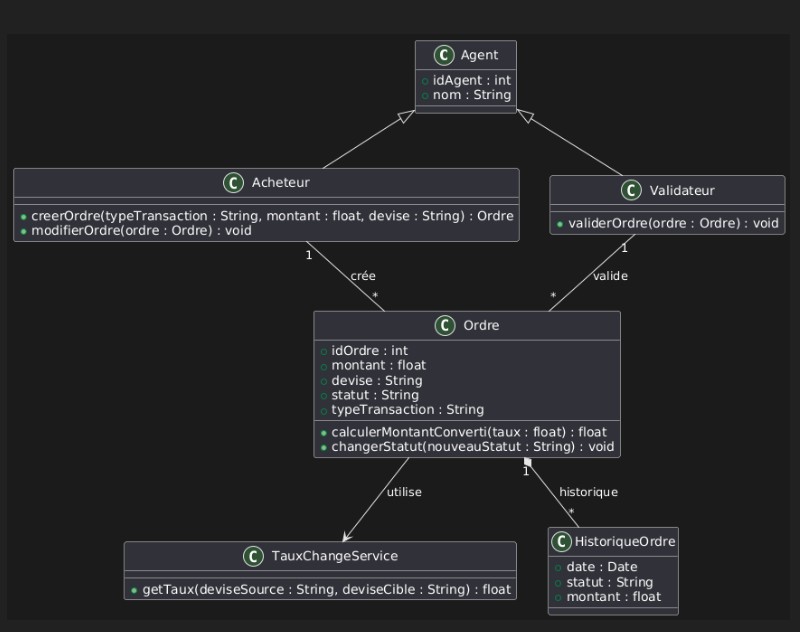 C Agent
idAgent : int
nom : String
C Acheteur
creerOrdre(typeTransaction : String, montant : float, devise : String) : Ordre
modifierOrdre(ordre : Ordre) : void
C Validateur
validerOrdre(ordre : Ordre) : void
1
crée
*
1
valide
*
C Ordre
idOrdre : int
montant : float
devise : String
statut : String
typeTransaction : String
calculerMontantConverti(taux : float) : float
changerStatut(nouveauStatut : String) : void
utilise
1
historique
*
C TauxChangeService
getTaux(deviseSource : String, deviseCible : String) : float
C HistoriqueOrdre
date : Date
statut : String
montant : float